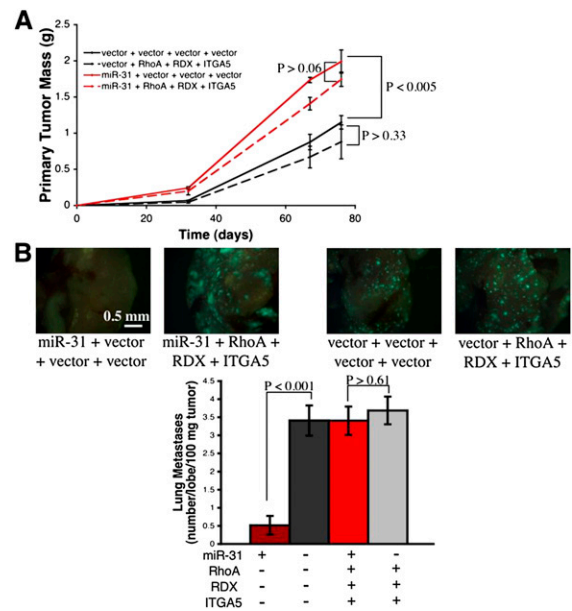 A
Primary Tumor Mass (g)
2.5
2
1.5
1
0.5
0
vector + vector + vector + vector
vector + RhoA + RDX + ITGA5
miR-31 + vector + vector + vector
miR-31 + RhoA + RDX + ITGA5
P > 0.06
P < 0.005
P > 0.33
0 20 40 60 80 100
Time (days)
B
0.5 mm
miR-31 + vector
+ vector + vector
miR-31 + RhoA +
RDX + ITGA5
vector + vector +
vector + vector
vector + RhoA +
RDX + ITGA5
Lung Metastases
(number/lobe/100 mg tumor)
4.5
4
3.5
3
2.5
2
1.5
1
0.5
0
P < 0.001
P > 0.61
miR-31 + - + -
RhoA - - + +
RDX - - + +
ITGA5 - - + +